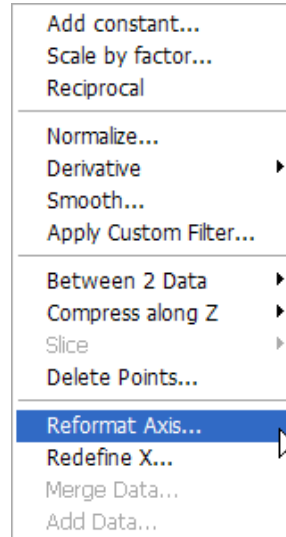 Add constant...
Scale by factor...
Reciprocal
Normalize...
Derivative
Smooth...
Apply Custom Filter...
Between 2 Data
Compress along Z
Slice
Delete Points...
Reformat Axis...
Redefine X...
Merge Data...
Add Data...